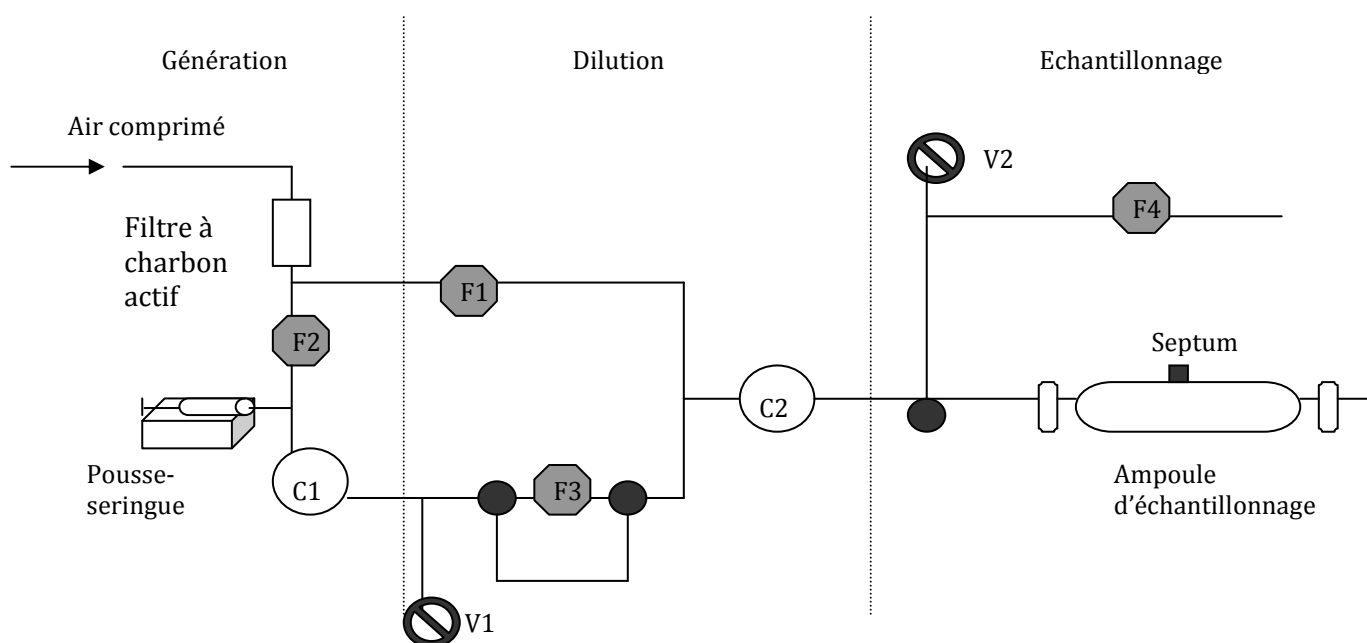 Génération
Dilution
Echantillonnage
Air comprimé
V2
F4
Filtre à
charbon
actif
F1
F2
Septum
C2
Pousse-
seringue
C1
F3
Ampoule
d'échantillonnage
V1